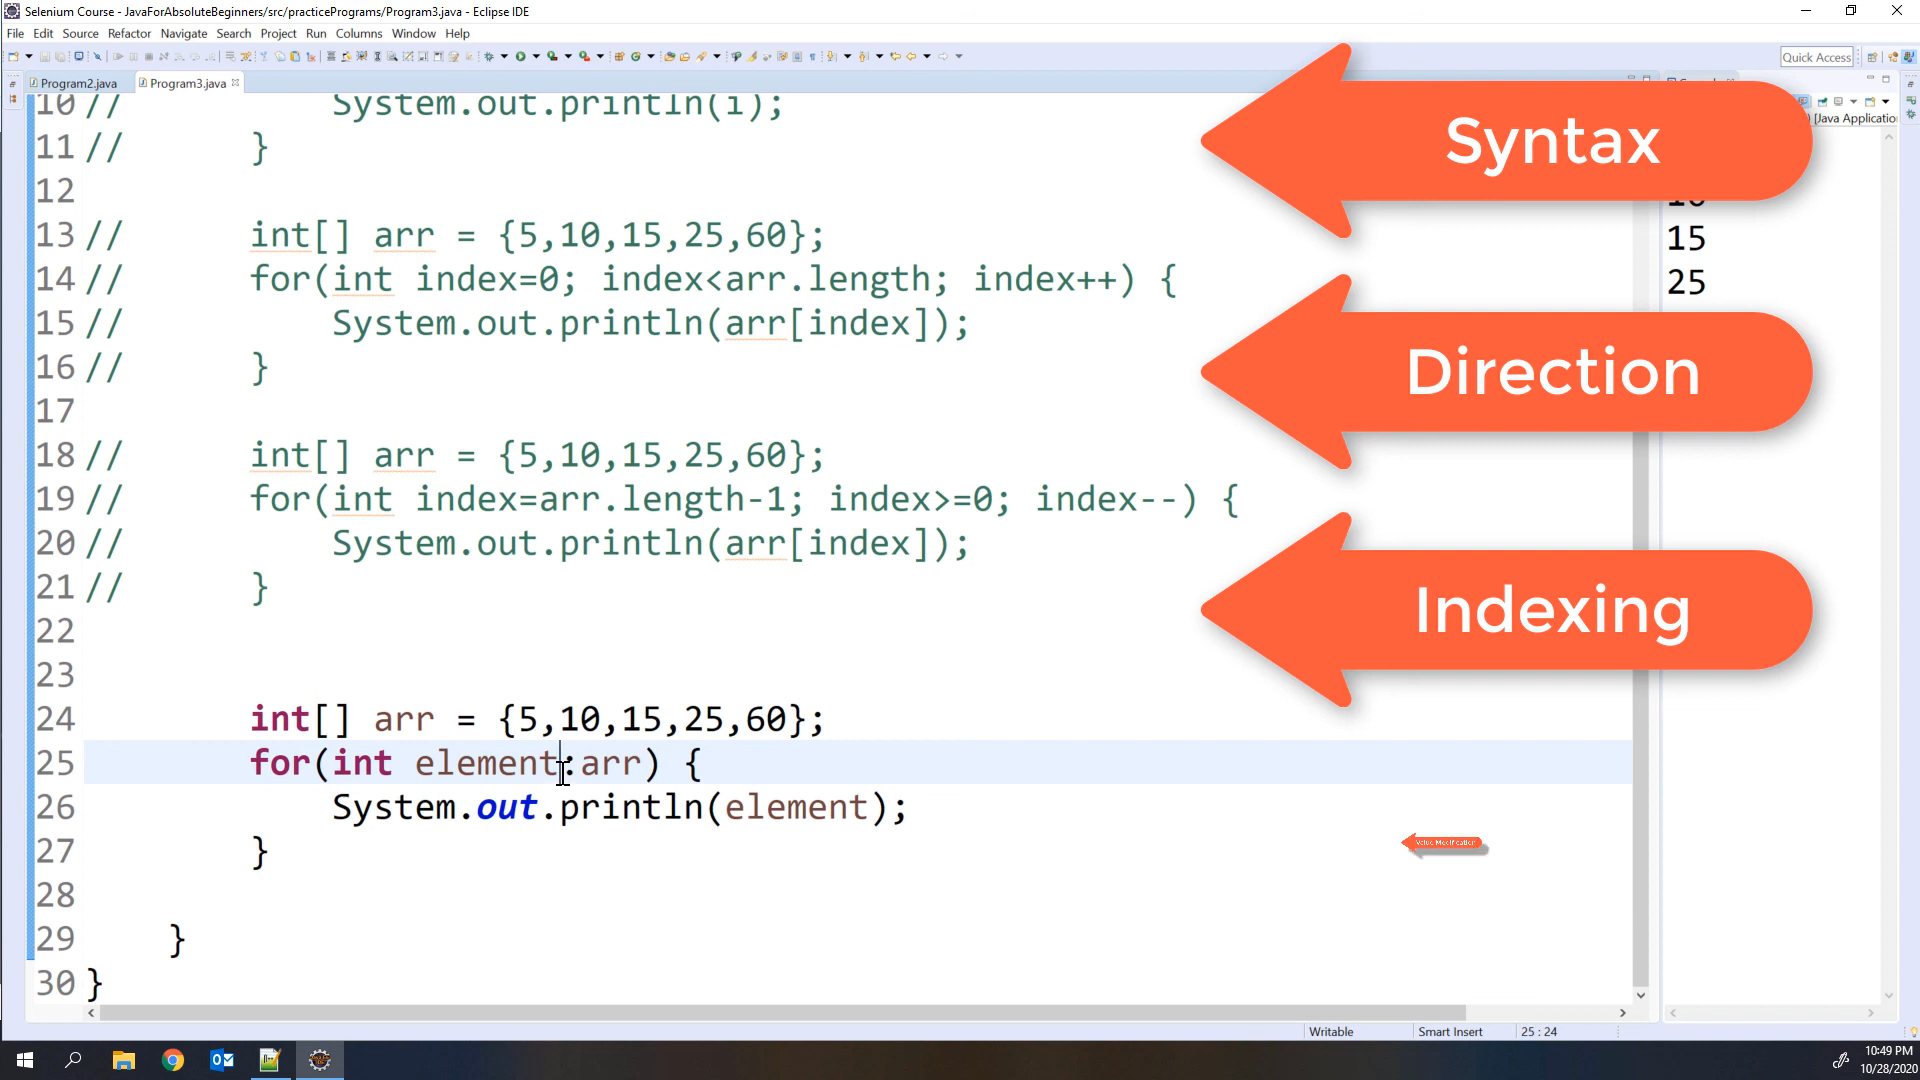 Selenium Course - JavaForAbsoluteBeginners/src/practicePrograms/Program3.java - Eclipse IDE
File Edit Source Refactor Navigate Search Project Run Columns Window Help
Quick Access
Program2.java Program3.java
[Java Applicatio
10 // System.out.println(i);
11 // }
12
13 // int[] arr = {5,10,15,25,60};
14 // for(int index=0; index<arr.length; index++) {
15 // System.out.println(arr[index]);
16 // }
17
18 // int[] arr = {5,10,15,25,60};
19 // for(int index=arr.length-1; index>=0; index--) {
20 // System.out.println(arr[index]);
21 // }
22
23
24 int[] arr = {5,10,15,25,60};
25 for(int element:arr) {
26 System.out.println(element);
27 }
28
29 }
30 }
Syntax
Direction
Indexing
Value Modification
15
25
Writable Smart Insert 25 : 24
10:49 PM
10/28/2020